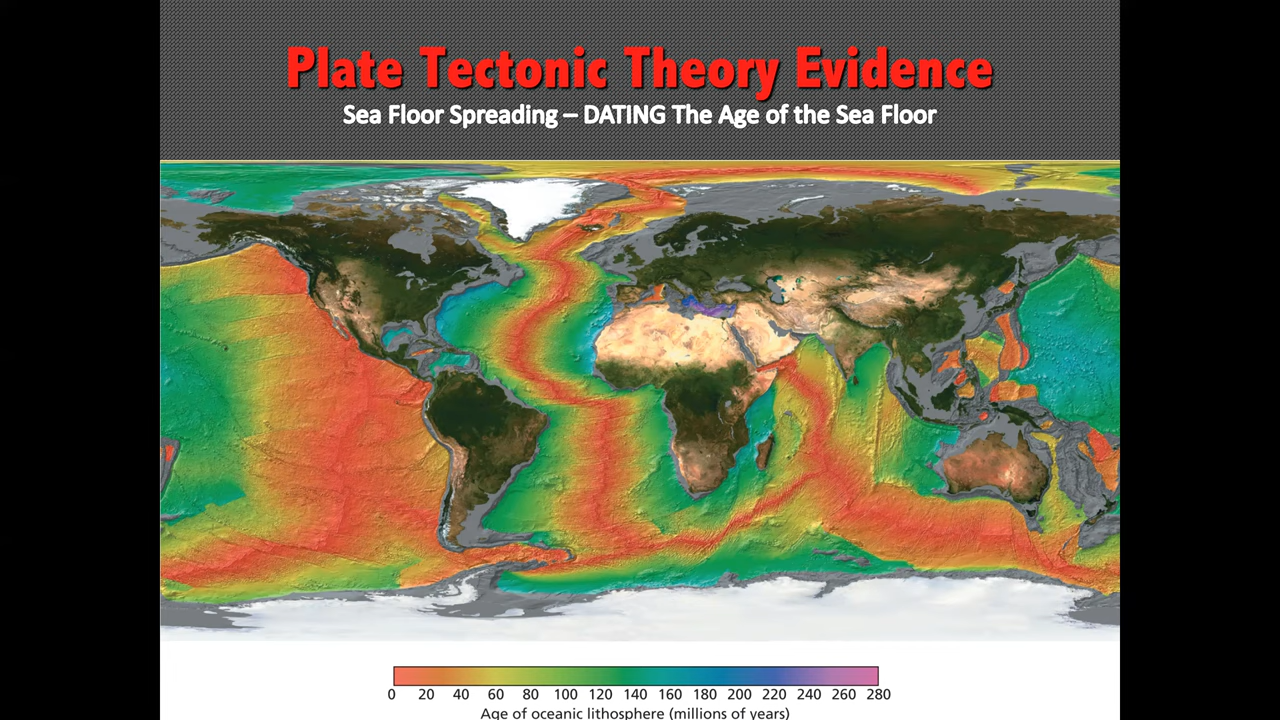 Plate Tectonic Theory Evidence
Sea Floor Spreading – DATING The Age of the Sea Floor
0 20 40 60 80 100 120 140 160 180 200 220 240 260 280
Age of oceanic lithosphere (millions of years)